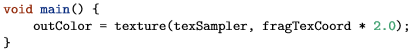 void main() {
    outColor = texture(texSampler, fragTexCoord * 2.0);
}